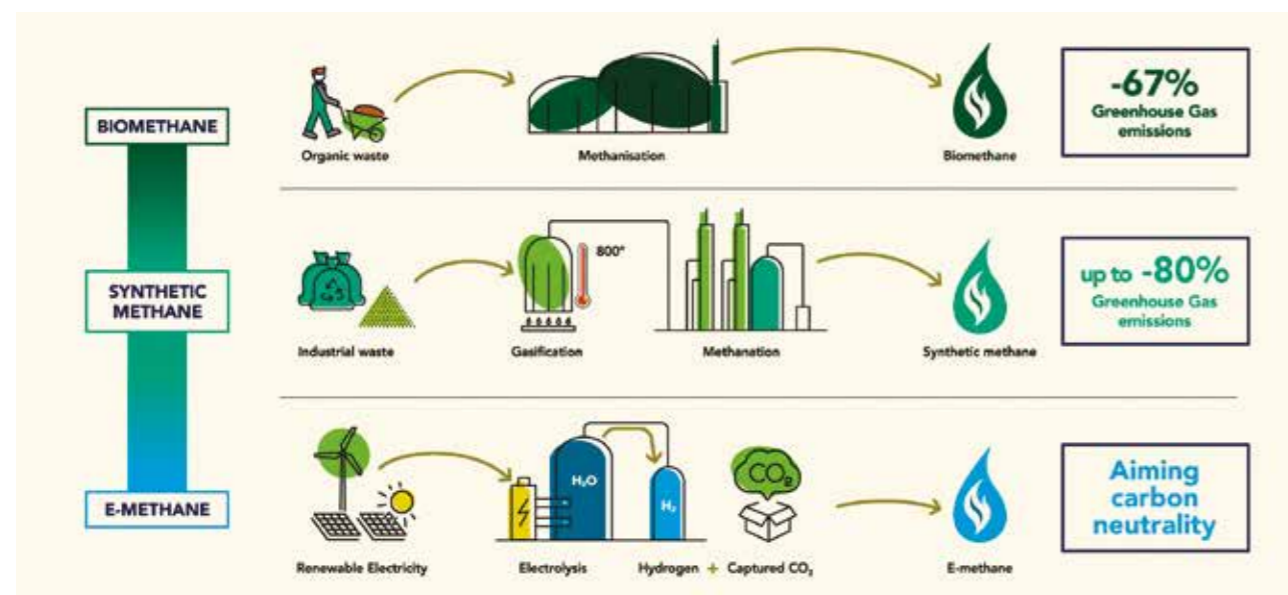 BIOMETHANE
Organic waste
Methanisation
Biomethane
-67%
Greenhouse Gas
emissions
SYNTHETIC
METHANE
800°
Industrial waste
Gasification
Methanation
Synthetic methane
up to -80%
Greenhouse Gas
emissions
E-METHANE
H₂O
H₂
CO₂
Renewable Electricity
Electrolysis
Hydrogen + Captured CO₂
E-methane
Aiming
carbon
neutrality